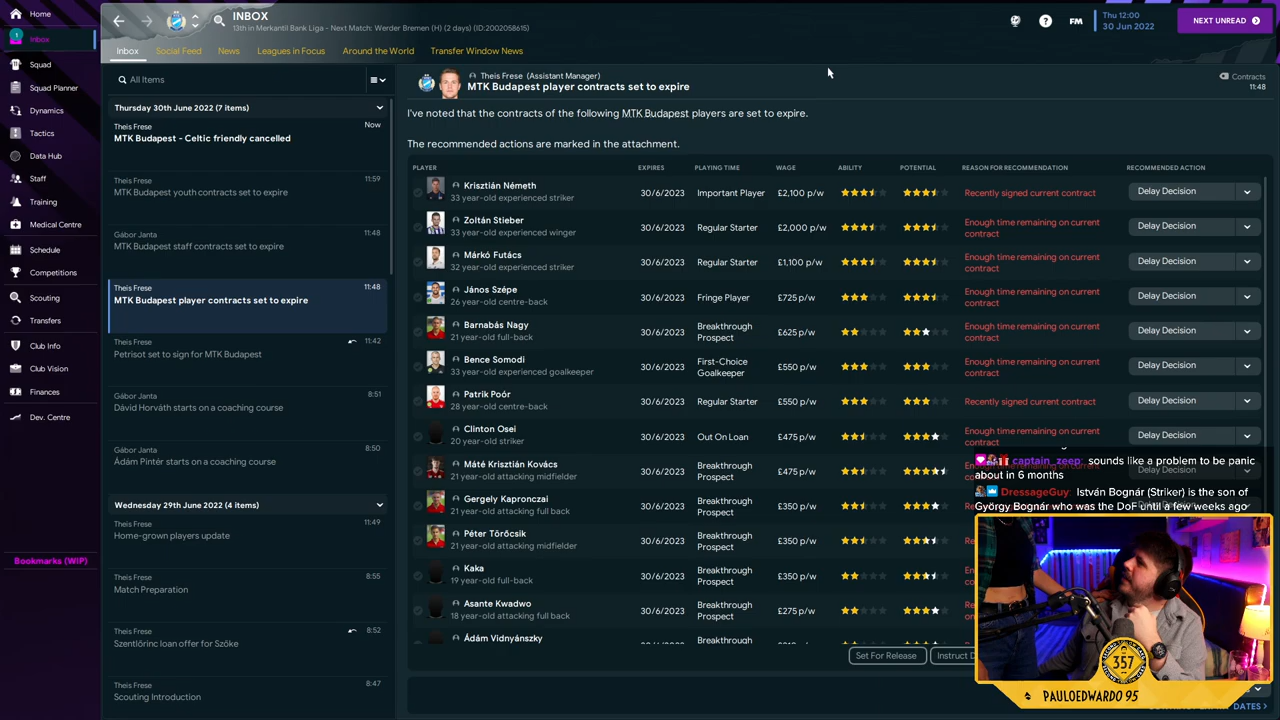 Home
INBOX
13th in Merkantil Bank Liga - Next Match: Werder Bremen (H) (2 days) (ID:2002058615)
FM
Thu 12:00
30 Jun 2022
NEXT UNREAD
1
Inbox
Squad
Squad Planner
Dynamics
Tactics
Data Hub
Staff
Training
Medical Centre
Schedule
Competitions
Scouting
Transfers
Club Info
Club Vision
Finances
Dev. Centre
Bookmarks (WIP)
Inbox
Social Feed
News
Leagues in Focus
Around the World
Transfer Window News
All Items
Thursday 30th June 2022 (7 items)
Theis Frese
Now
MTK Budapest - Celtic friendly cancelled
Theis Frese
11:59
MTK Budapest youth contracts set to expire
Gábor Janta
11:48
MTK Budapest staff contracts set to expire
Theis Frese
11:48
MTK Budapest player contracts set to expire
Theis Frese
11:42
Petrisot set to sign for MTK Budapest
Gábor Janta
8:51
Dávid Horváth starts on a coaching course
Gábor Janta
8:50
Ádám Pintér starts on a coaching course
Wednesday 29th June 2022 (4 items)
Theis Frese
11:49
Home-grown players update
Theis Frese
8:55
Match Preparation
Theis Frese
8:52
Szentlőrinc loan offer for Szőke
Theis Frese
8:47
Scouting Introduction
Theis Frese (Assistant Manager)
MTK Budapest player contracts set to expire
Contracts
11:48
I've noted that the contracts of the following MTK Budapest players are set to expire.
The recommended actions are marked in the attachment.
PLAYER EXPIRES PLAYING TIME WAGE ABILITY POTENTIAL REASON FOR RECOMMENDATION RECOMMENDED ACTION
Krisztián Németh
33 year-old experienced striker
30/6/2023 Important Player £2,100 p/w Recently signed current contract Delay Decision
Zoltán Stieber
33 year-old experienced winger
30/6/2023 Regular Starter £2,000 p/w Enough time remaining on current
contract
Delay Decision
Márkó Futács
32 year-old experienced striker
30/6/2023 Regular Starter £1,100 p/w Enough time remaining on current
contract
Delay Decision
János Szépe
26 year-old centre-back
30/6/2023 Fringe Player £725 p/w Enough time remaining on current
contract
Delay Decision
Barnabás Nagy
21 year-old full-back
30/6/2023 Breakthrough
Prospect
£625 p/w Enough time remaining on current
contract
Delay Decision
Bence Somodi
33 year-old experienced goalkeeper
30/6/2023 First-Choice
Goalkeeper
£550 p/w Enough time remaining on current
contract
Delay Decision
Patrik Poór
28 year-old centre-back
30/6/2023 Regular Starter £550 p/w Recently signed current contract Delay Decision
Clinton Osei
20 year-old striker
30/6/2023 Out On Loan £475 p/w Enough time remaining on current
contract
Delay Decision
Máté Krisztián Kovács
21 year-old attacking midfielder
30/6/2023 Breakthrough
Prospect
£475 p/w
Delay Decision
Gergely Kapronczai
21 year-old attacking full back
30/6/2023 Breakthrough
Prospect
£350 p/w
Péter Törőcsik
21 year-old attacking midfielder
30/6/2023 Breakthrough
Prospect
£350 p/w
Kaka
19 year-old full-back
30/6/2023 Breakthrough
Prospect
£350 p/w
Asante Kwadwo
18 year-old attacking full back
30/6/2023 Breakthrough
Prospect
£275 p/w
Ádám Vidnyánszky
Breakthrough
Set For Release
Instruct
captain_zeep: sounds like a problem to be panic
about in 6 months
DressageGuy: István Bognár (Striker) is the son of
György Bognár who was the DoF until a few weeks ago
357
PAULOEDWARDO 95
DATES